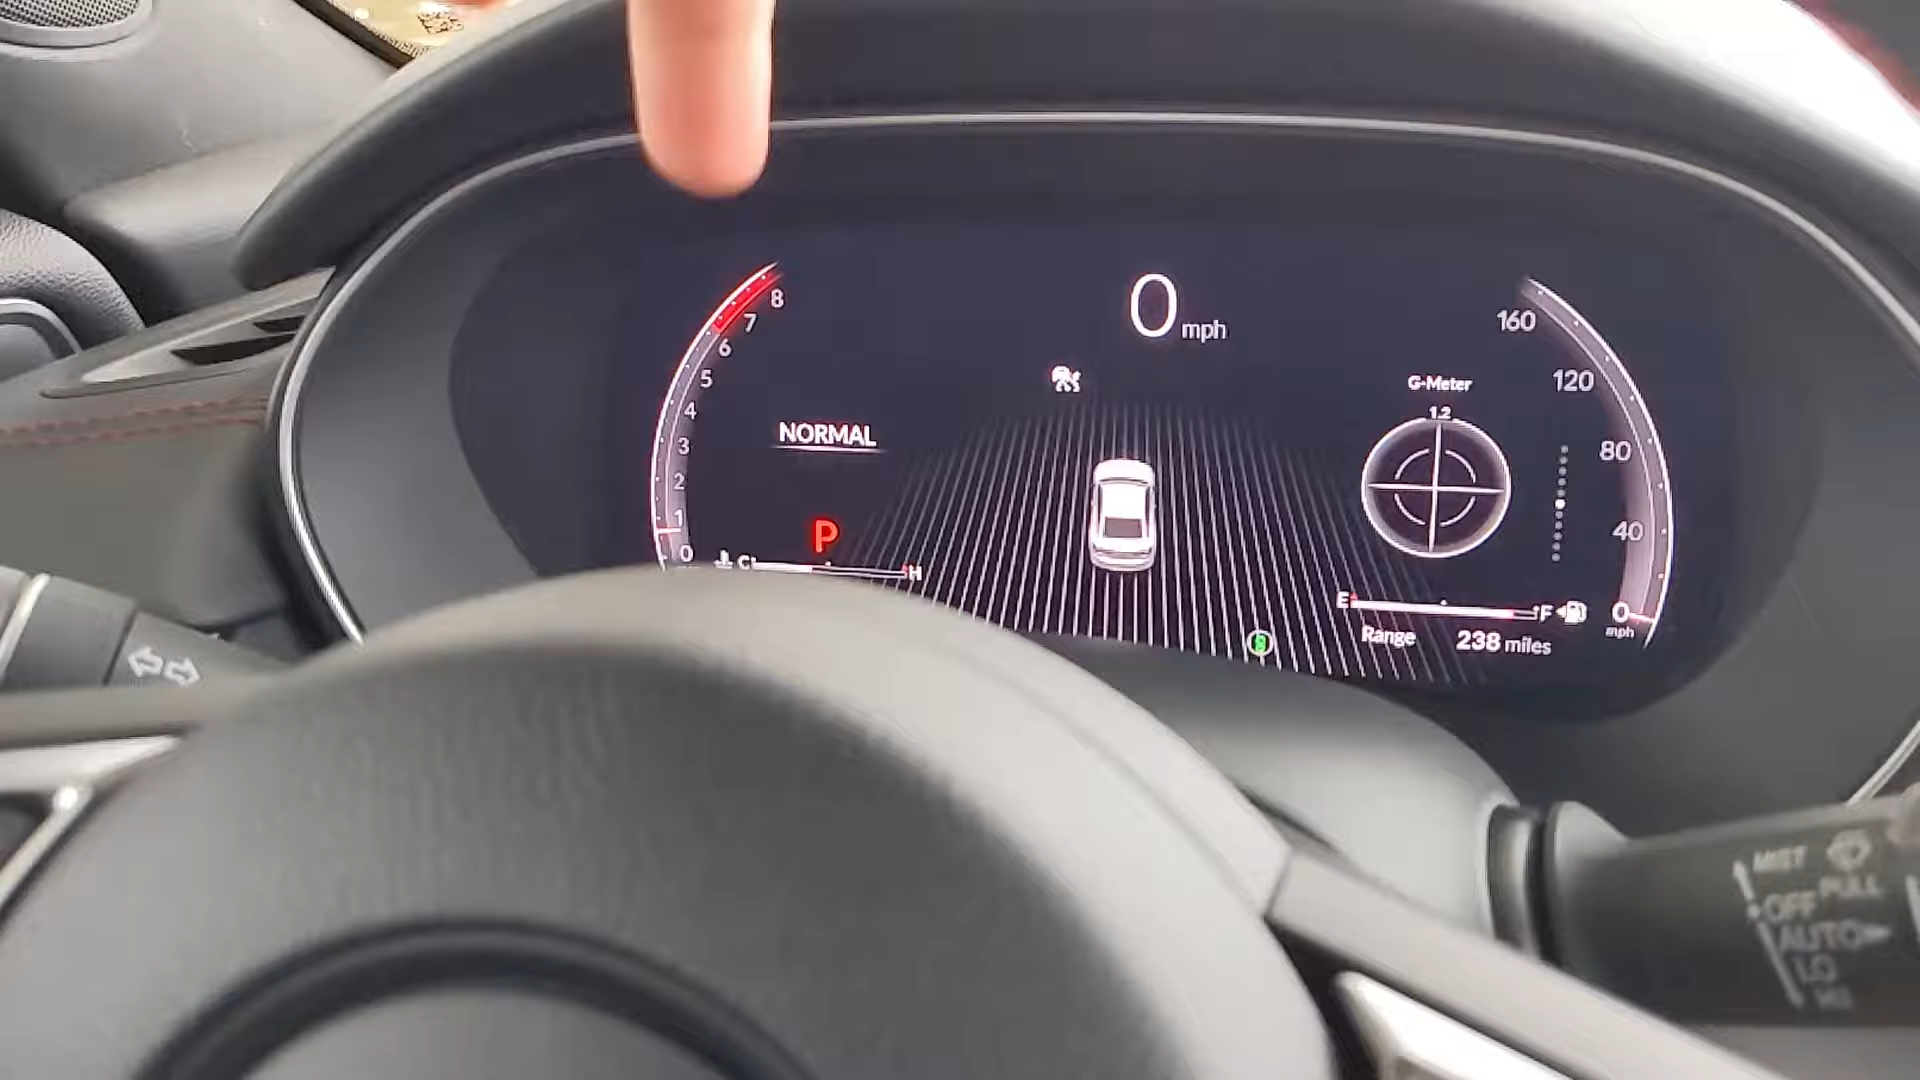 0 mph
8
7
6
5
4
3
2
1
0
NORMAL
P
C H
G-Meter
1.2
160
120
80
40
0
mph
E F
Range 238 miles
MIST
PULL
OFF
AUTO
LO